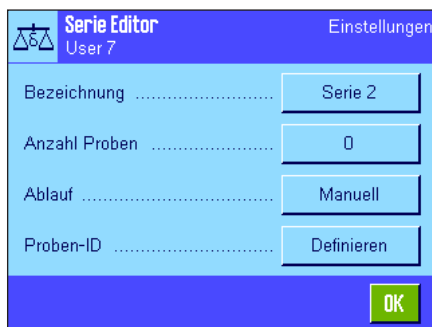 Serie Editor Einstellungen
User 7
Bezeichnung ........................ Serie 2
Anzahl Proben ..................... 0
Ablauf ................................. Manuell
Proben-ID ............................ Definieren
OK